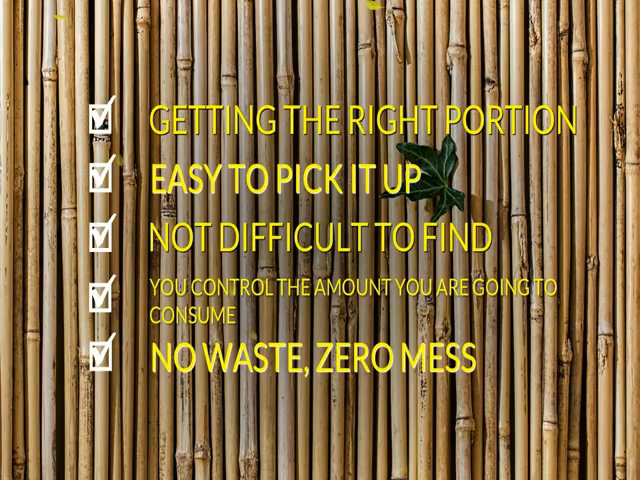 GETTING THE RIGHT PORTION
EASY TO PICK IT UP
NOT DIFFICULT TO FIND
YOU CONTROL THE AMOUNT YOU ARE GOING TO
CONSUME
NO WASTE, ZERO MESS